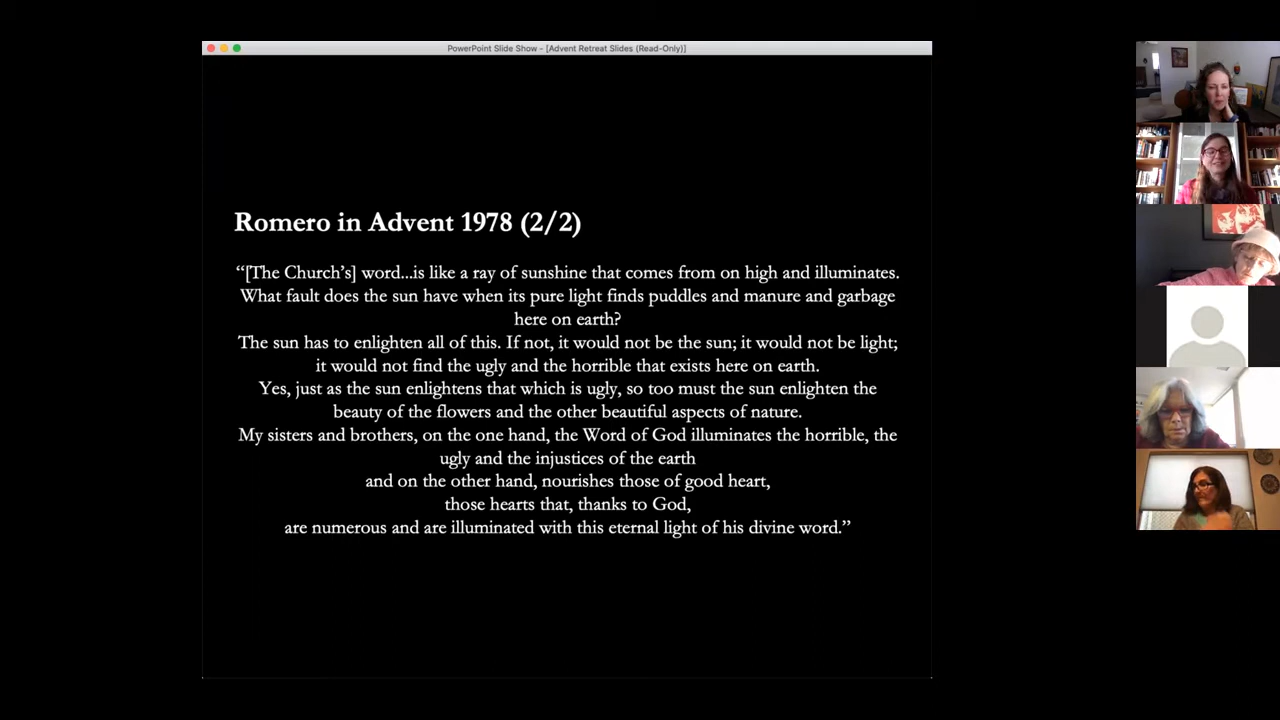 PowerPoint Slide Show - [Advent Retreat Slides (Read-Only)]
Romero in Advent 1978 (2/2)
“[The Church’s] word...is like a ray of sunshine that comes from on high and illuminates.
What fault does the sun have when its pure light finds puddles and manure and garbage
here on earth?
The sun has to enlighten all of this. If not, it would not be the sun; it would not be light;
it would not find the ugly and the horrible that exists here on earth.
Yes, just as the sun enlightens that which is ugly, so too must the sun enlighten the
beauty of the flowers and the other beautiful aspects of nature.
My sisters and brothers, on the one hand, the Word of God illuminates the horrible, the
ugly and the injustices of the earth
and on the other hand, nourishes those of good heart,
those hearts that, thanks to God,
are numerous and are illuminated with this eternal light of his divine word.”